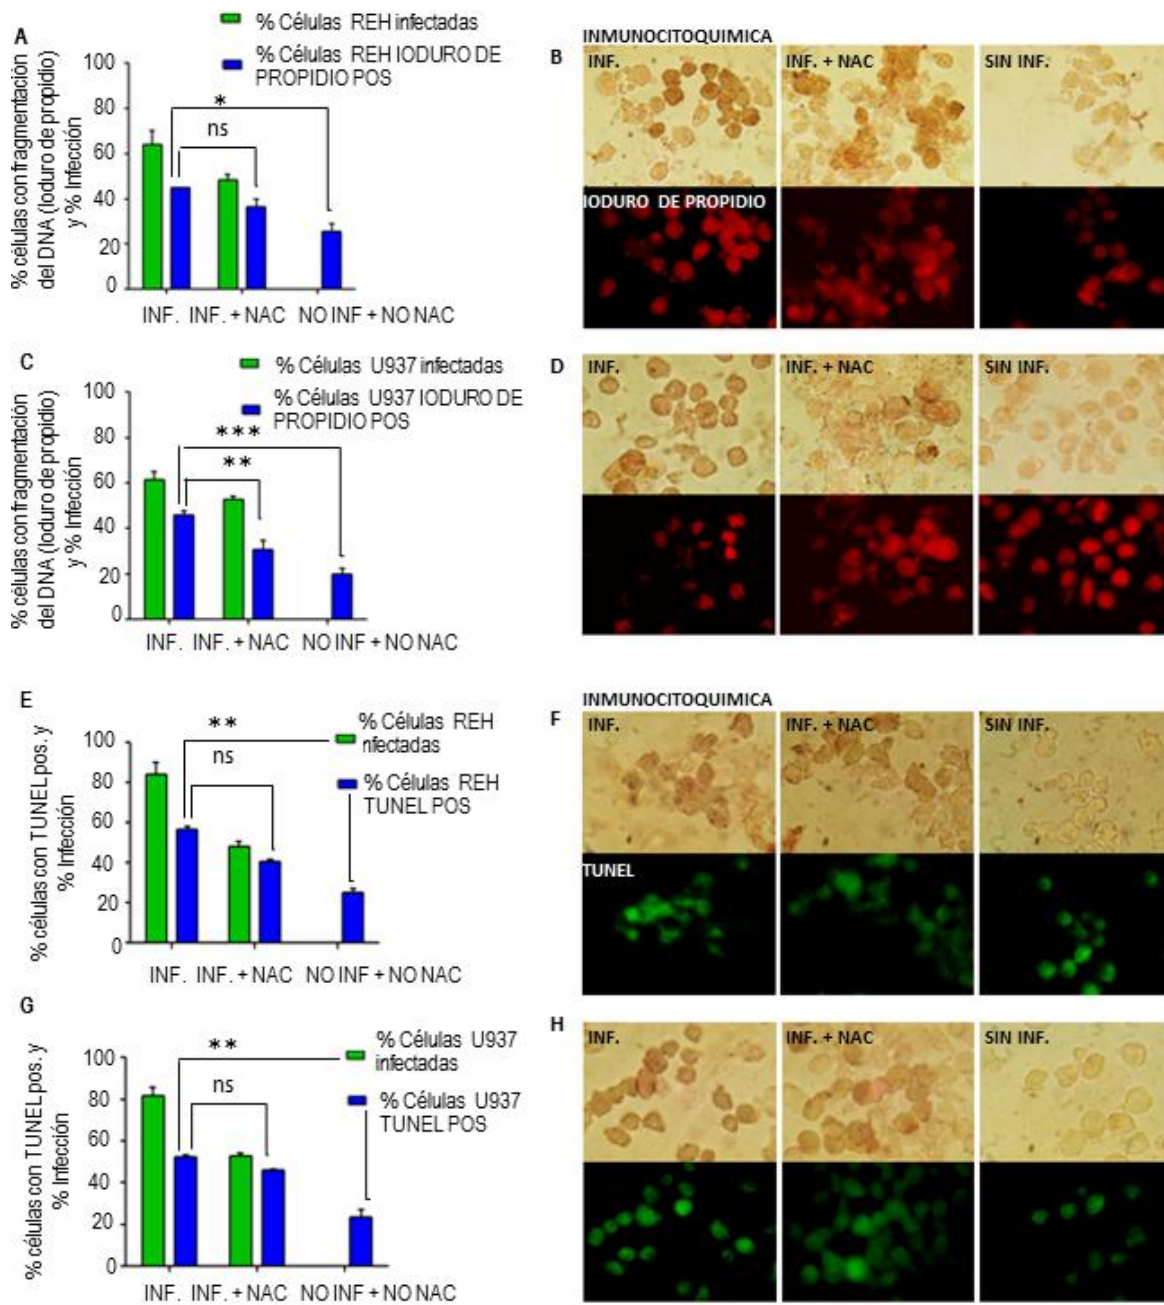 A
% Células REH infectadas
% Células REH IODURO DE
PROPIDIO POS
% células con fragmentación
del DNA (Ioduro de propidio)
y % Infección
100
80
60
40
20
0
*
ns
INF. INF. + NAC NO INF + NO NAC
B
INMUNOCITOQUIMICA
INF.
INF. + NAC
SIN INF.
IODURO DE PROPIDIO
C
% Células U937 infectadas
% Células U937 IODURO DE
PROPIDIO POS
% células con fragmentación
del DNA (Ioduro de propidio)
y % Infección
100
80
60
40
20
0
***
**
INF. INF. + NAC NO INF + NO NAC
D
INF.
INF. + NAC
SIN INF.
E
% Células REH
nfectadas
% Células REH
TUNEL POS
% células con TUNEL pos. y
% Infección
100
80
60
40
20
0
**
ns
INF. INF. + NAC NO INF + NO NAC
INMUNOCITOQUIMICA
F
INF.
INF. + NAC
SIN INF.
TUNEL
G
% Células U937
infectadas
% Células U937
TUNEL POS
% células con TUNEL pos. y
% Infección
100
80
60
40
20
0
**
ns
INF. INF. + NAC NO INF + NO NAC
H
INF.
INF. + NAC
SIN INF.